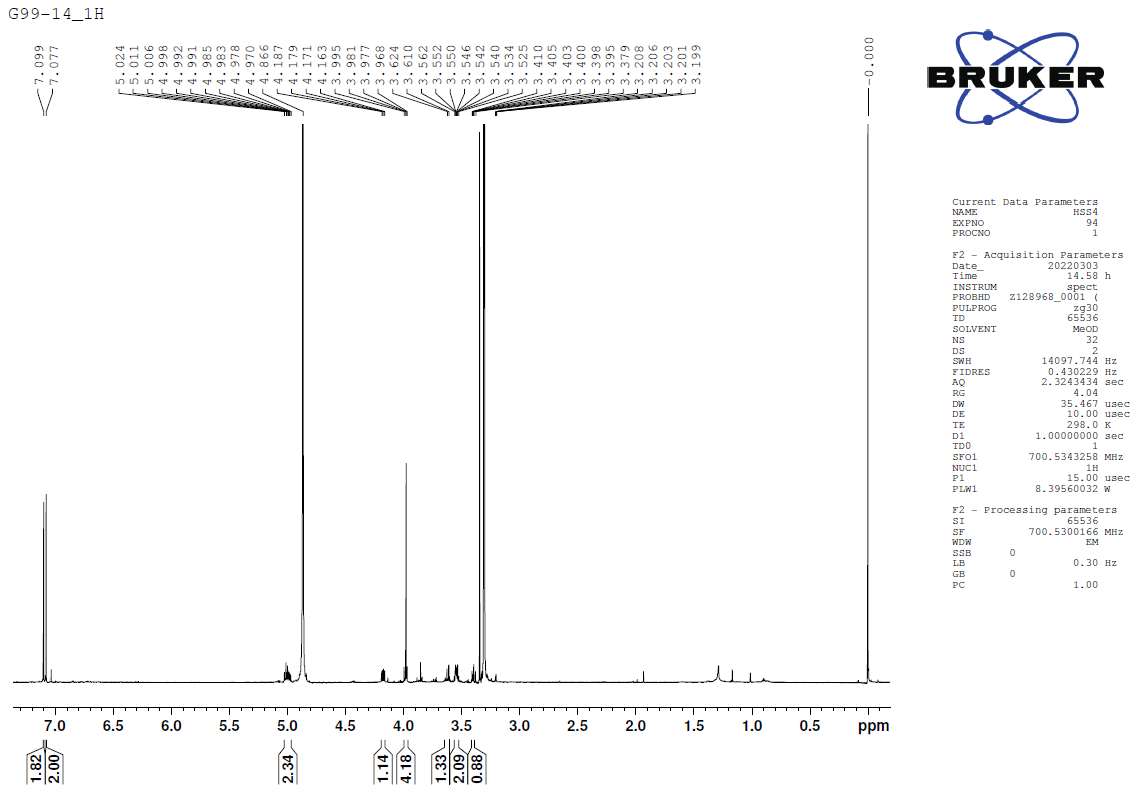 G99-14_1H
7.099
7.077
5.024
5.011
5.006
4.998
4.992
4.991
4.985
4.983
4.978
4.970
4.866
4.187
4.179
4.171
4.163
3.995
3.981
3.977
3.968
3.624
3.610
3.562
3.552
3.550
3.546
3.542
3.540
3.534
3.525
3.410
3.405
3.403
3.400
3.398
3.395
3.379
3.208
3.206
3.203
3.201
3.199
-0.000
BRUKER
Current Data Parameters
NAME HSS4
EXPNO 94
PROCNO 1
F2 - Acquisition Parameters
Date_ 20220303
Time 14.58 h
INSTRUM spect
PROBHD Z128968_0001 (
PULPROG zg30
TD 65536
SOLVENT MeOD
NS 32
DS 2
SWH 14097.744 Hz
FIDRES 0.430229 Hz
AQ 2.3243434 sec
RG 4.04
DW 35.467 usec
DE 10.00 usec
TE 298.0 K
D1 1.00000000 sec
TD0 1
SFO1 700.5343258 MHz
NUC1 1H
P1 15.00 usec
PLW1 8.39560032 W
F2 - Processing parameters
SI 65536
SF 700.5300166 MHz
WDW EM
SSB 0
LB 0.30 Hz
GB 0
PC 1.00
7.0 6.5 6.0 5.5 5.0 4.5 4.0 3.5 3.0 2.5 2.0 1.5 1.0 0.5 ppm
1.82
2.00
2.34
1.14
4.18
1.33
2.09
0.88